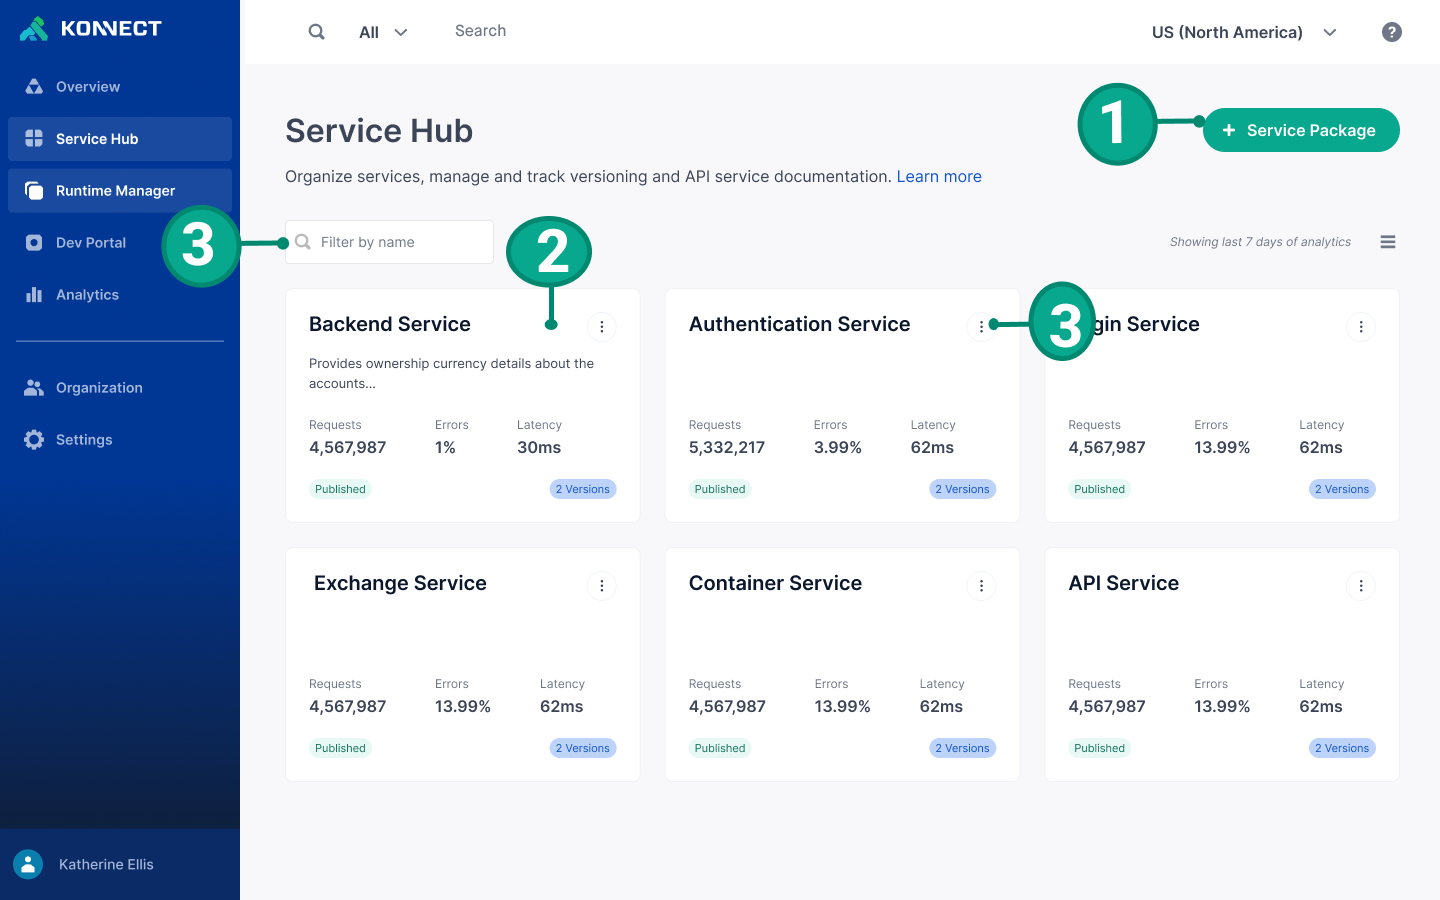 KONNECT
All
Search
US (North America)
?
Overview
Service Hub
Runtime Manager
Dev Portal
Analytics
Organization
Settings
Katherine Ellis
Service Hub
1
+ Service Package
Organize services, manage and track versioning and API service documentation. Learn more
3
Filter by name
2
Showing last 7 days of analytics
Backend Service
Provides ownership currency details about the
accounts...
Requests Errors Latency
4,567,987 1% 30ms
Published 2 Versions
Authentication Service
3
Requests Errors Latency
5,332,217 3.99% 62ms
Published 2 Versions
gin Service
Requests Errors Latency
4,567,987 13.99% 62ms
Published 2 Versions
Exchange Service
Requests Errors Latency
4,567,987 13.99% 62ms
Published 2 Versions
Container Service
Requests Errors Latency
4,567,987 13.99% 62ms
Published 2 Versions
API Service
Requests Errors Latency
4,567,987 13.99% 62ms
Published 2 Versions